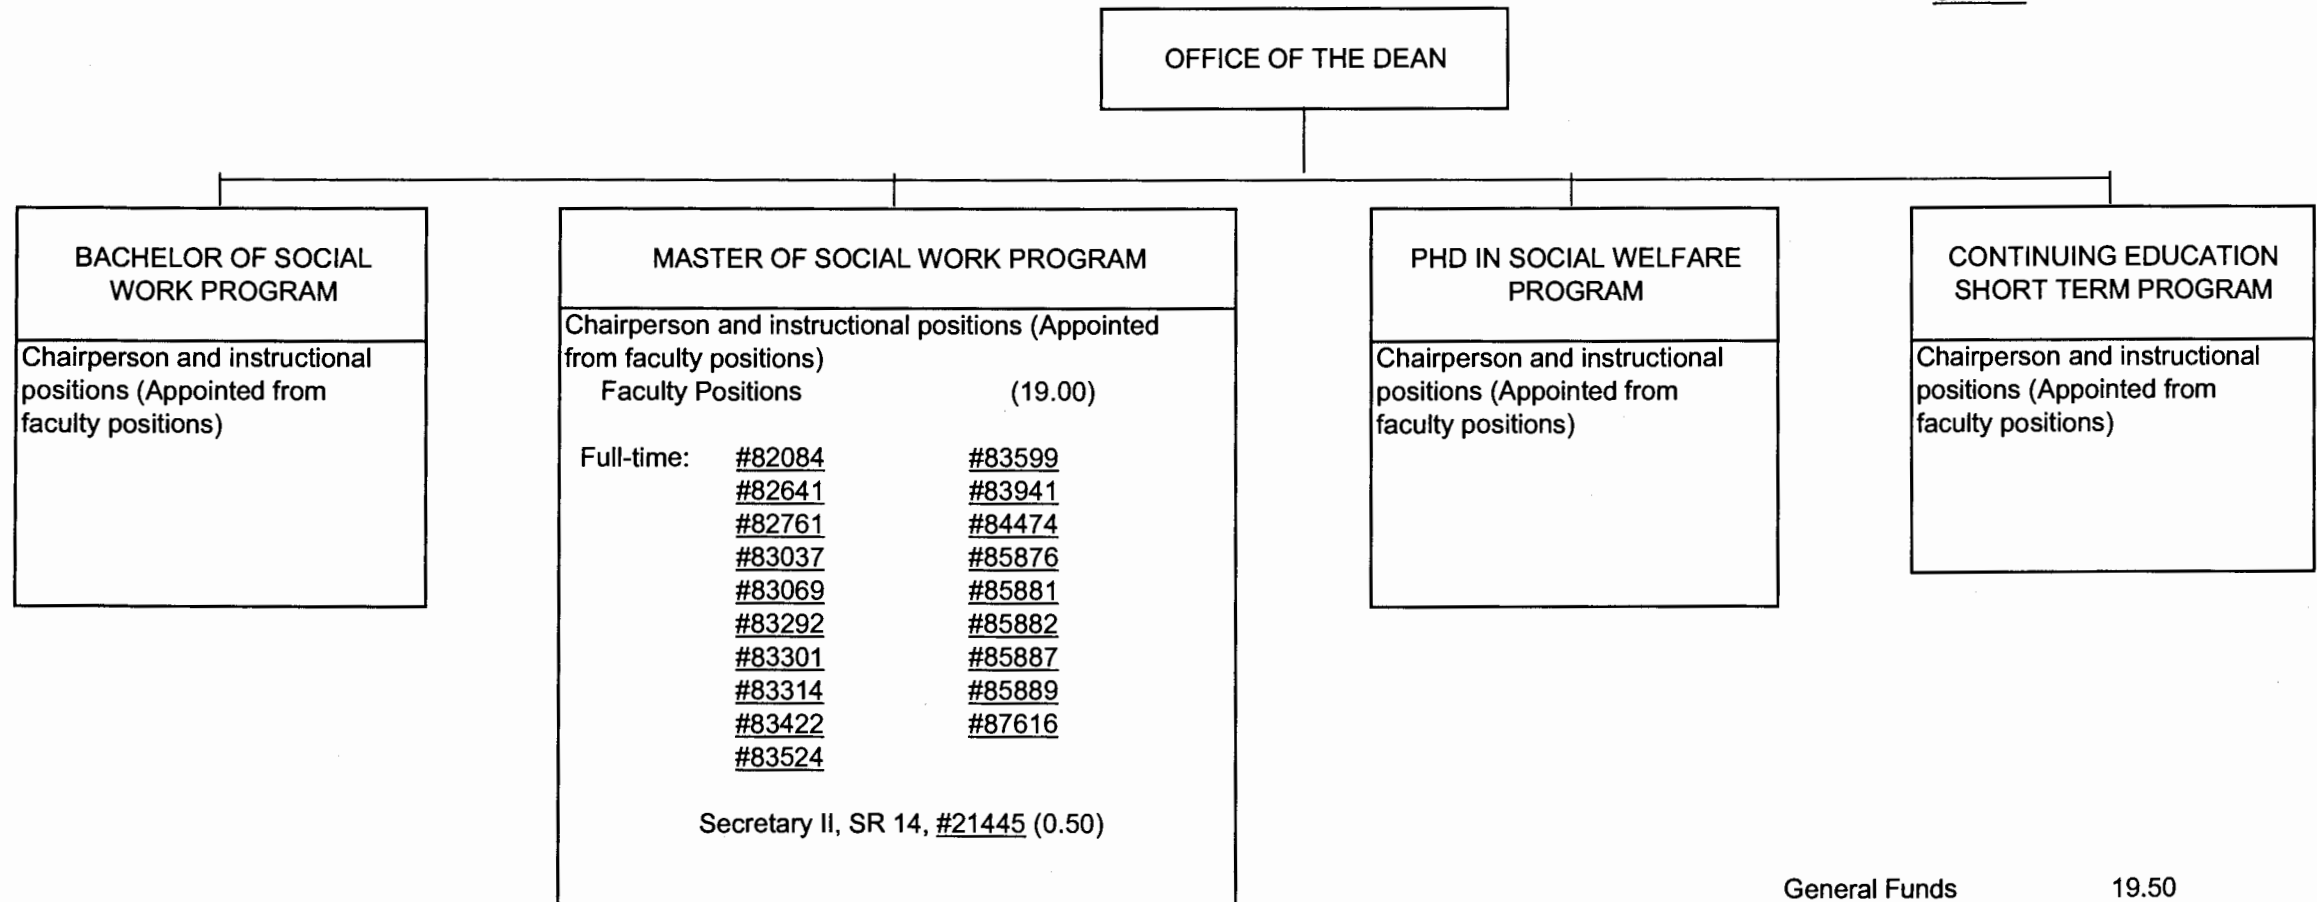 OFFICE OF THE DEAN
BACHELOR OF SOCIAL
WORK PROGRAM
Chairperson and instructional
positions (Appointed from
faculty positions)
MASTER OF SOCIAL WORK PROGRAM
Chairperson and instructional positions (Appointed
from faculty positions)
Faculty Positions (19.00)
Full-time: #82084 #83599
#82641 #83941
#82761 #84474
#83037 #85876
#83069 #85881
#83292 #85882
#83301 #85887
#83314 #85889
#83422 #87616
#83524
Secretary II, SR 14, #21445 (0.50)
PHD IN SOCIAL WELFARE
PROGRAM
Chairperson and instructional
positions (Appointed from
faculty positions)
CONTINUING EDUCATION
SHORT TERM PROGRAM
Chairperson and instructional
positions (Appointed from
faculty positions)
General Funds 19.50